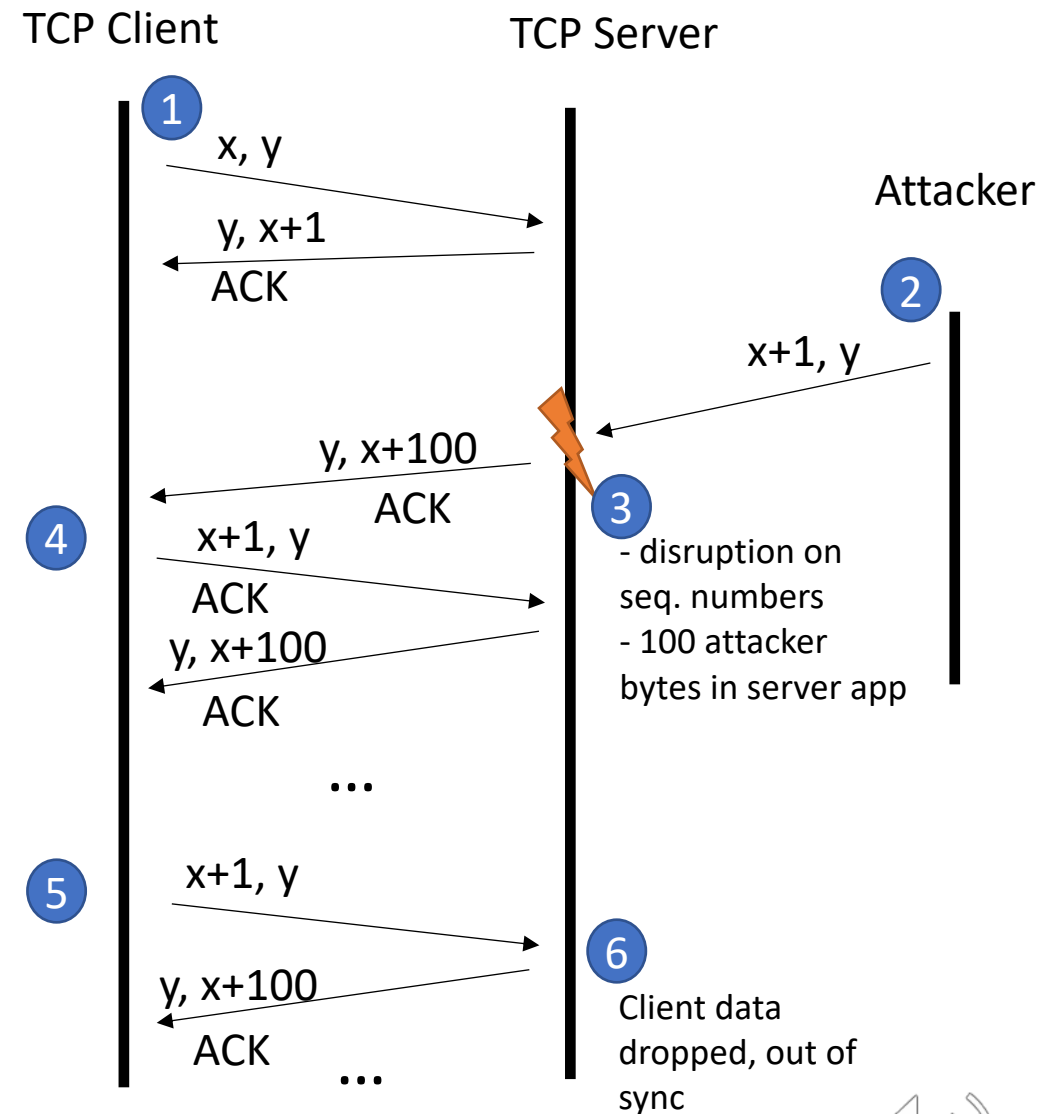 TCP Client
TCP Server
1
x, y
Attacker
y, x+1
ACK
2
x+1, y
y, x+100
ACK
3
4
x+1, y
- disruption on
seq. numbers
- 100 attacker
bytes in server app
ACK
y, x+100
ACK
...
5
x+1, y
6
y, x+100
Client data
dropped, out of
sync
ACK
...